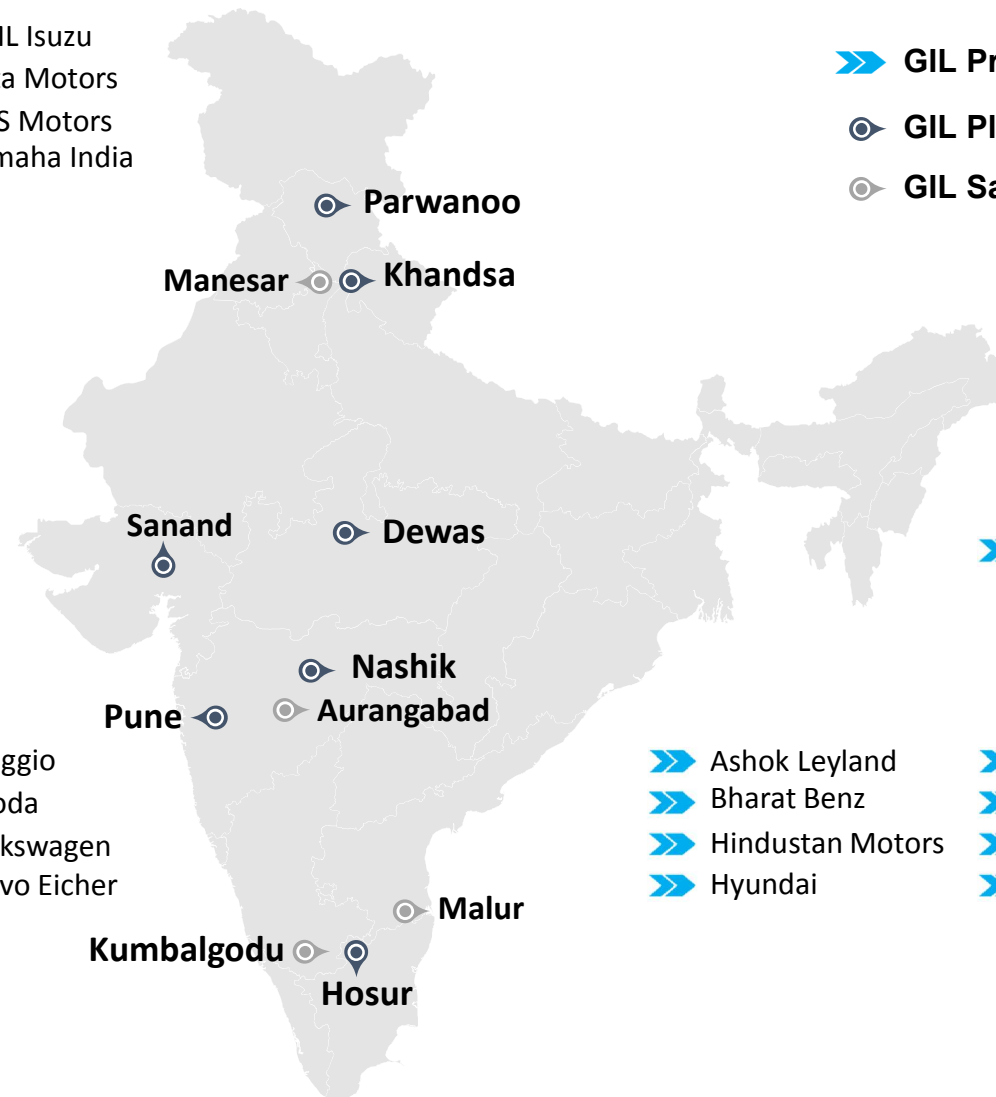 IL Isuzu
a Motors
S Motors
maha India
GIL Pr
GIL Pl
GIL Sa
Parwanoo
Manesar
Khandsa
Sanand
Dewas
Nashik
Pune
Aurangabad
ggio
oda
kswagen
vo Eicher
Ashok Leyland
Bharat Benz
Hindustan Motors
Hyundai
Malur
Kumbalgodu
Hosur